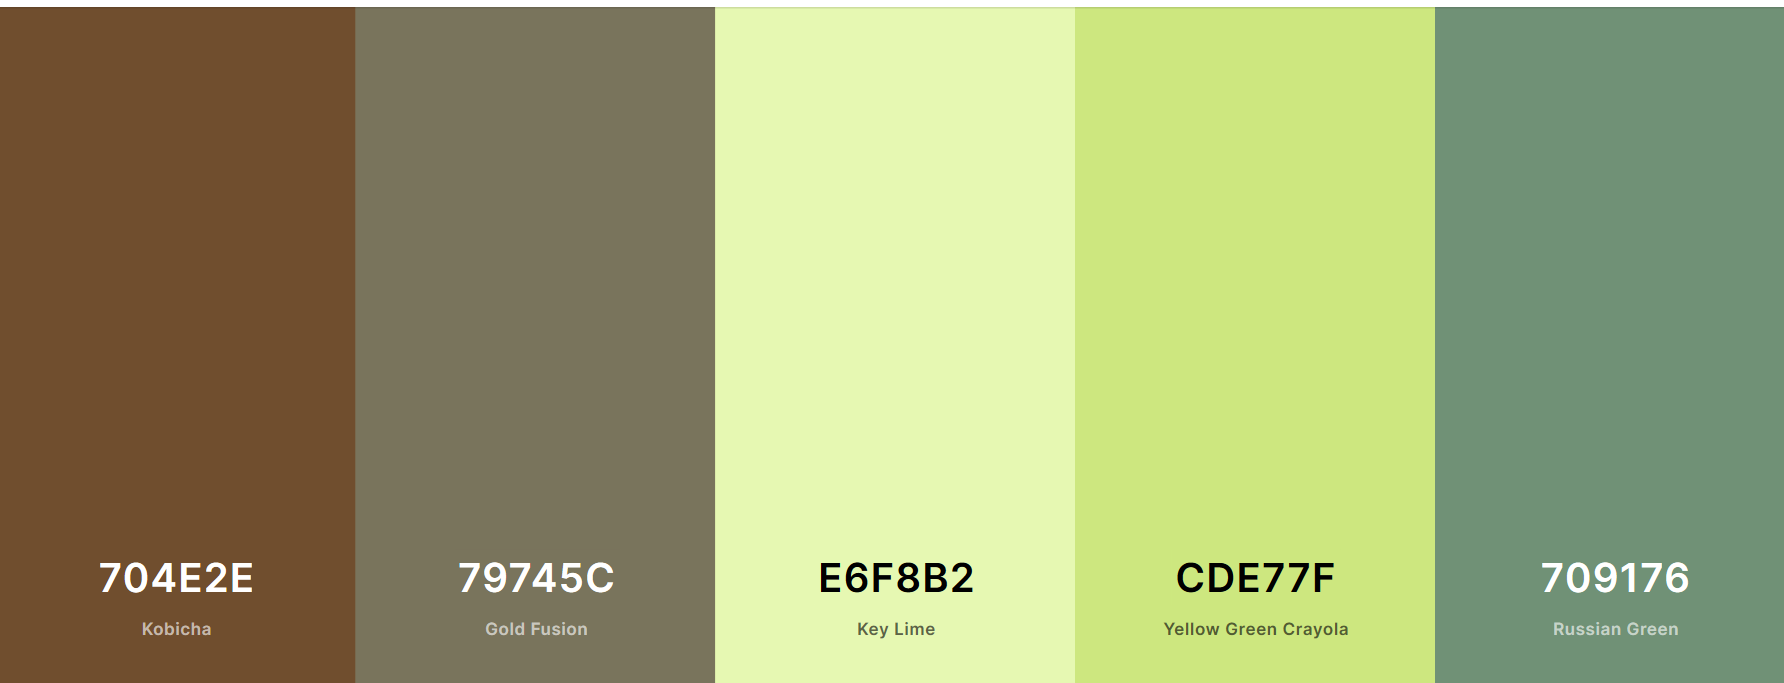 704E2E
Kobicha
79745C
Gold Fusion
E6F8B2
Key Lime
CDE77F
Yellow Green Crayola
709176
Russian Green